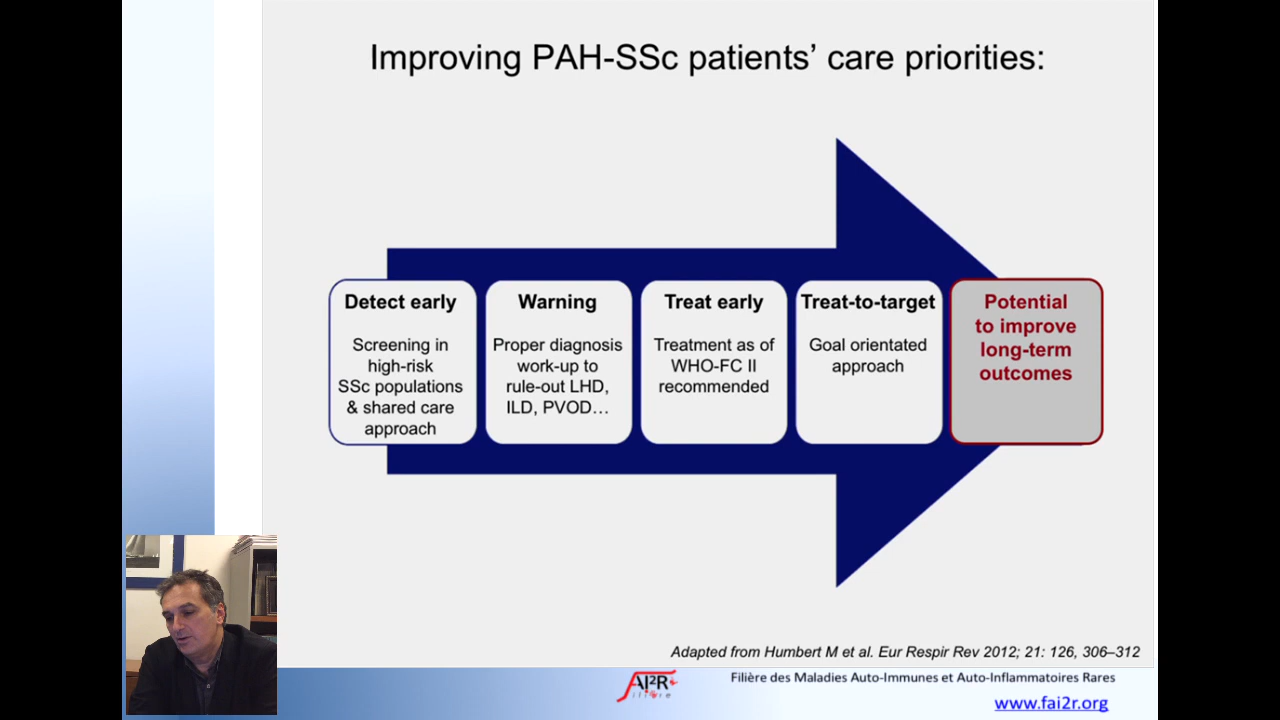 Improving PAH-SSc patients’ care priorities:
Detect early
Screening in
high-risk
SSc populations
& shared care
approach
Warning
Proper diagnosis
work-up to
rule-out LHD,
ILD, PVOD…
Treat early
Treatment as of
WHO-FC II
recommended
Treat-to-target
Goal orientated
approach
Potential
to improve
long-term
outcomes
Adapted from Humbert M et al. Eur Respir Rev 2012; 21: 126, 306–312
FAI²R
filière
Filière des Maladies Auto-Immunes et Auto-Inflammatoires Rares
www.fai2r.org